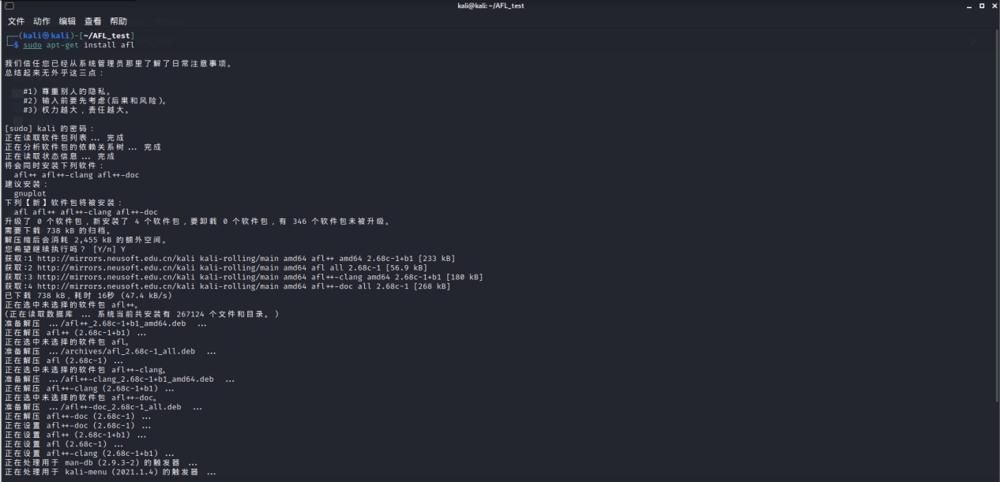 kali@kali: ~/AFL_test
文件 动作 编辑 查看 帮助
┌──(kali㉿kali)-[~/AFL_test]
└─$ sudo apt-get install afl
我们信任您已经从系统管理员那里了解了日常注意事项。
总结起来无外乎这三点：
#1) 尊重别人的隐私。
#2) 输入前要先考虑(后果和风险)。
#3) 权力越大，责任越大。
[sudo] kali 的密码：
正在读取软件包列表... 完成
正在分析软件包的依赖关系树... 完成
正在读取状态信息... 完成
将会同时安装下列软件：
afl++ afl++-clang afl++-doc
建议安装：
gnuplot
下列【新】软件包将被安装：
afl afl++ afl++-clang afl++-doc
升级了 0 个软件包，新安装了 4 个软件包，要卸载 0 个软件包，有 346 个软件包未被升级。
需要下载 738 kB 的归档。
解压缩后会消耗 2,455 kB 的额外空间。
您希望继续执行吗？ [Y/n] Y
获取:1 http://mirrors.neusoft.edu.cn/kali kali-rolling/main amd64 afl++ amd64 2.68c-1+b1 [233 kB]
获取:2 http://mirrors.neusoft.edu.cn/kali kali-rolling/main amd64 afl all 2.68c-1 [56.9 kB]
获取:3 http://mirrors.neusoft.edu.cn/kali kali-rolling/main amd64 afl++-clang amd64 2.68c-1+b1 [180 kB]
获取:4 http://mirrors.neusoft.edu.cn/kali kali-rolling/main amd64 afl++-doc all 2.68c-1 [268 kB]
已下载 738 kB，耗时 16秒 (47.4 kB/s)
正在选中未选择的软件包 afl++。
(正在读取数据库 ... 系统当前共安装有 267124 个文件和目录。)
准备解压 .../afl++_2.68c-1+b1_amd64.deb ...
正在解压 afl++ (2.68c-1+b1) ...
正在选中未选择的软件包 afl。
准备解压 .../archives/afl_2.68c-1_all.deb ...
正在解压 afl (2.68c-1) ...
正在选中未选择的软件包 afl++-clang。
准备解压 .../afl++-clang_2.68c-1+b1_amd64.deb ...
正在解压 afl++-clang (2.68c-1+b1) ...
正在选中未选择的软件包 afl++-doc。
准备解压 .../afl++-doc_2.68c-1_all.deb ...
正在解压 afl++-doc (2.68c-1) ...
正在设置 afl++-doc (2.68c-1) ...
正在设置 afl++ (2.68c-1+b1) ...
正在设置 afl (2.68c-1) ...
正在设置 afl++-clang (2.68c-1+b1) ...
正在处理用于 man-db (2.9.3-2) 的触发器 ...
正在处理用于 kali-menu (2021.1.4) 的触发器 ...